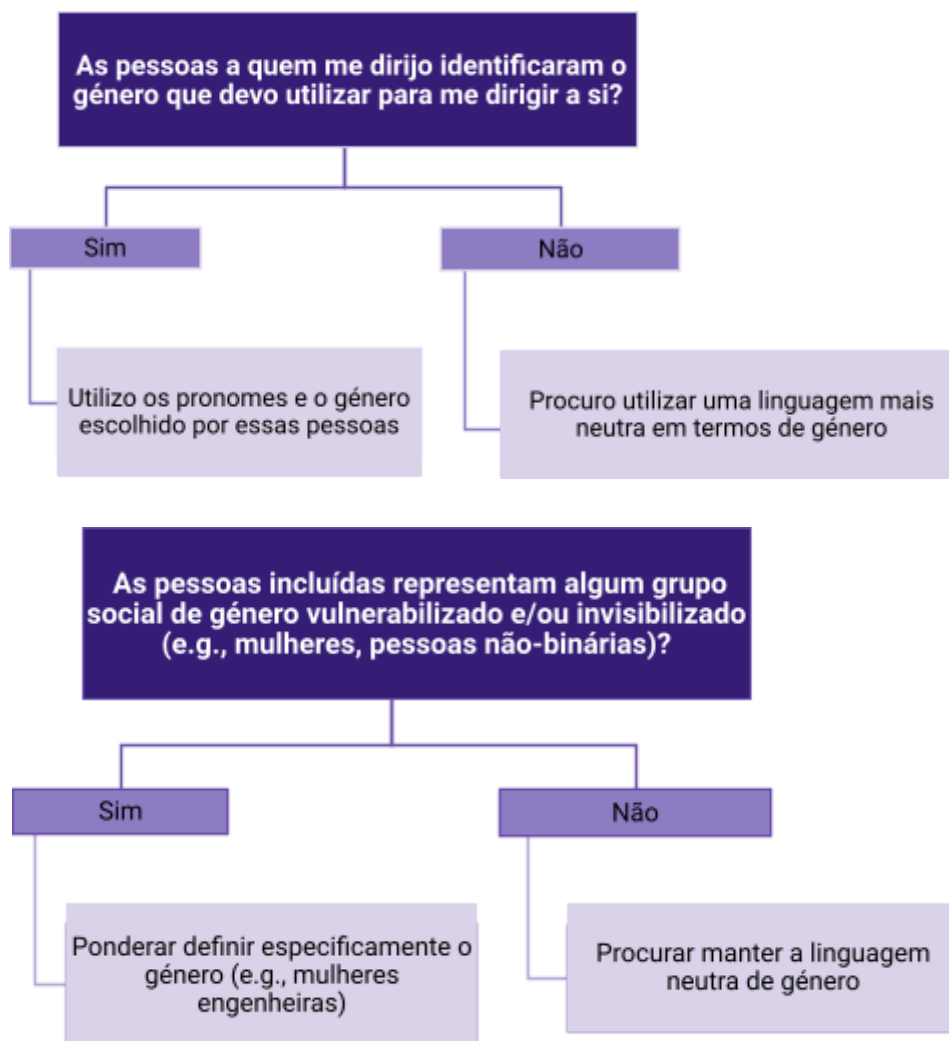 As pessoas a quem me dirijo identificaram o
género que devo utilizar para me dirigir a si?
Sim
Não
Utilizo os pronomes e o género
escolhido por essas pessoas
Procuro utilizar uma linguagem mais
neutra em termos de género
As pessoas incluídas representam algum grupo
social de género vulnerabilizado e/ou invisibilizado
(e.g., mulheres, pessoas não-binárias)?
Sim
Não
Ponderar definir especificamente o
género (e.g., mulheres
engenheiras)
Procurar manter a linguagem
neutra de género